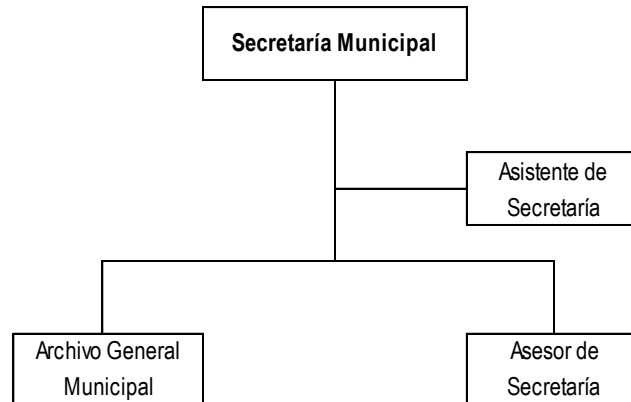 Secretaría Municipal
Asistente de
Secretaría
Archivo General
Municipal
Asesor de
Secretaría